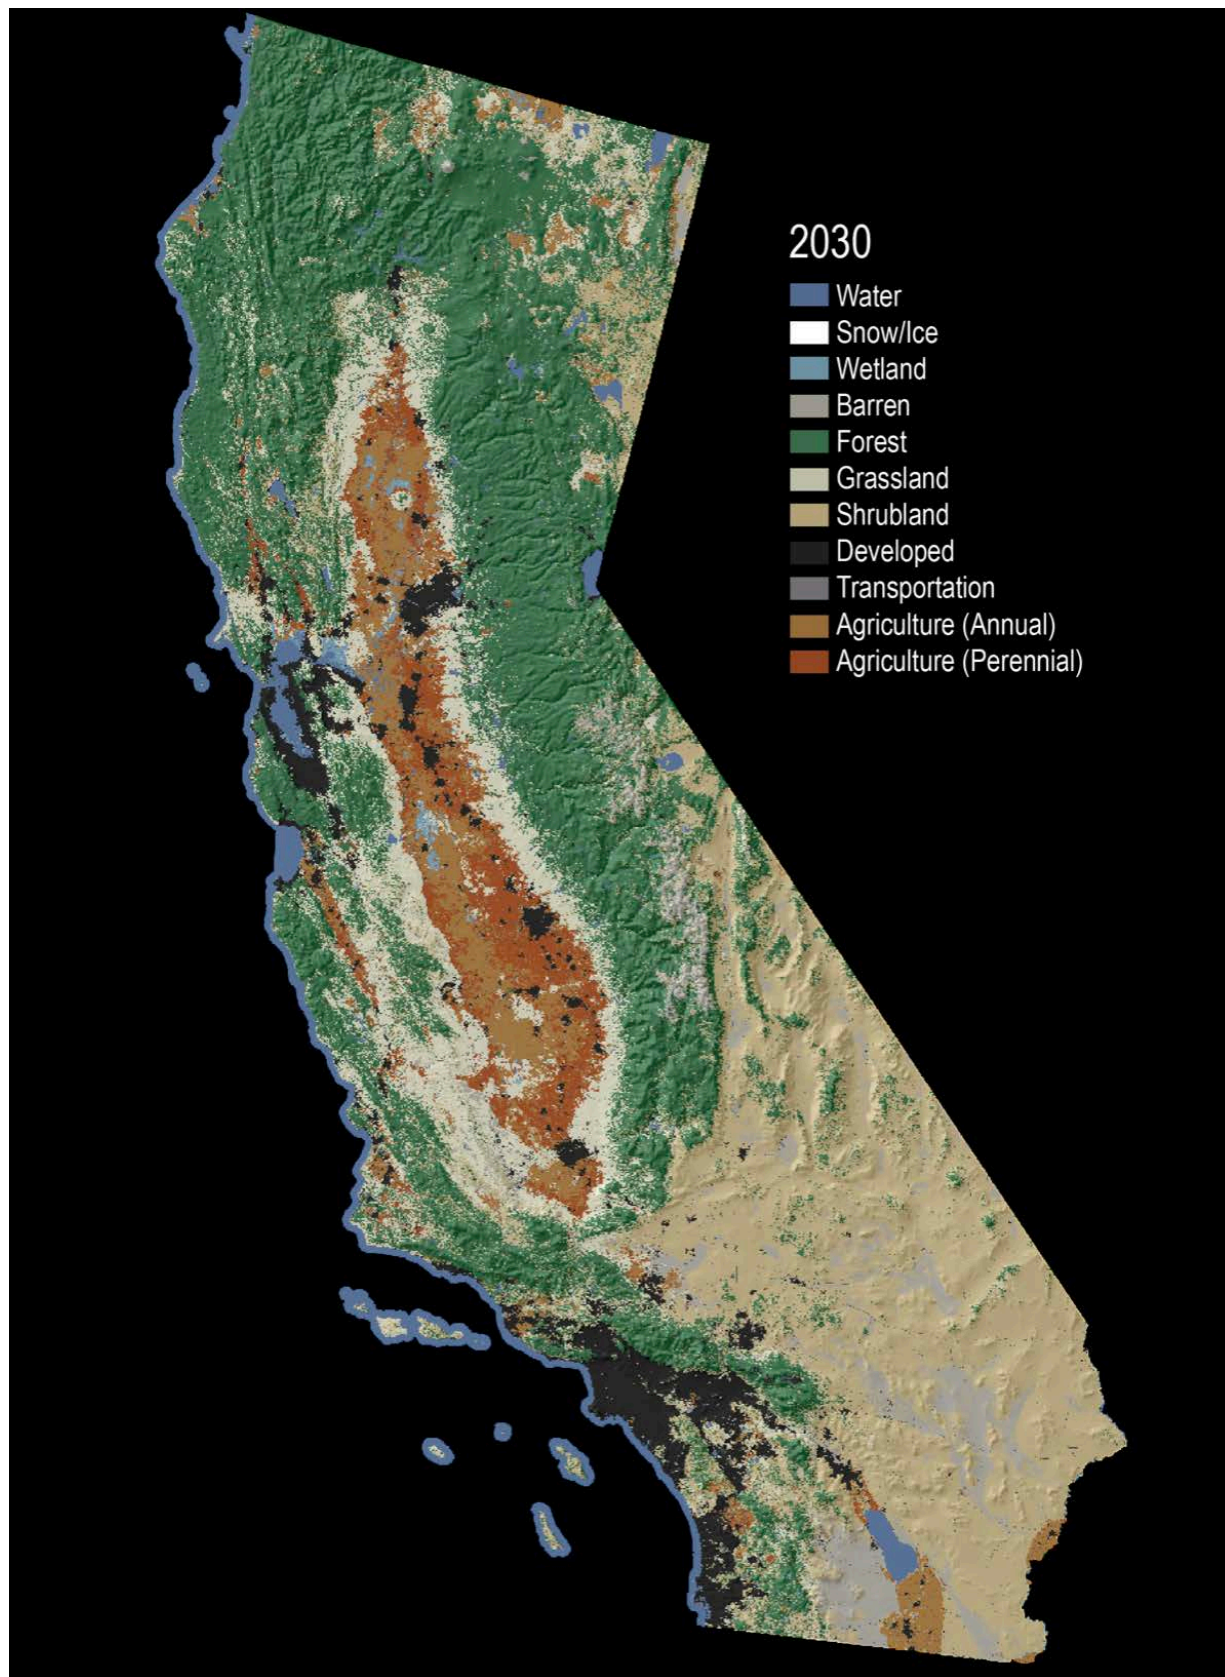 2030
Water
Snow/Ice
Wetland
Barren
Forest
Grassland
Shrubland
Developed
Transportation
Agriculture (Annual)
Agriculture (Perennial)